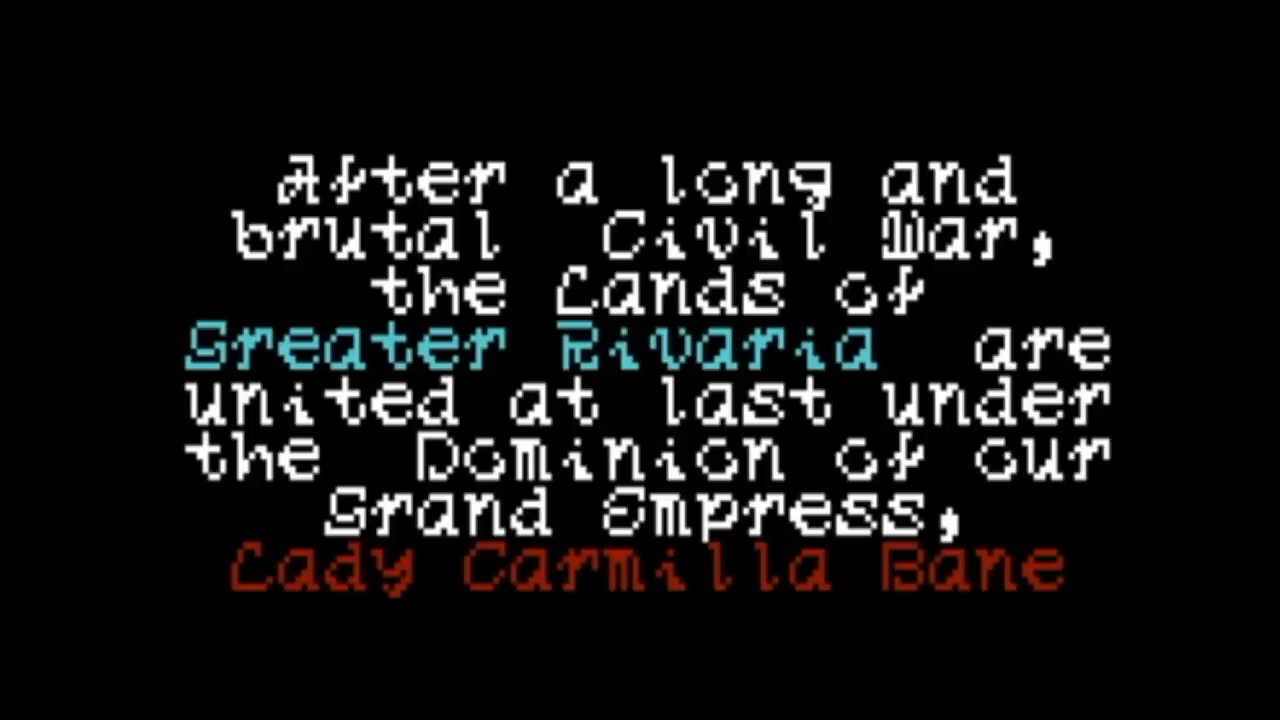 After a long and
brutal Civil War,
the Lands of
Greater Rivaria are
united at last under
the Dominion of our
Grand Empress,
Lady Carmilla Bane